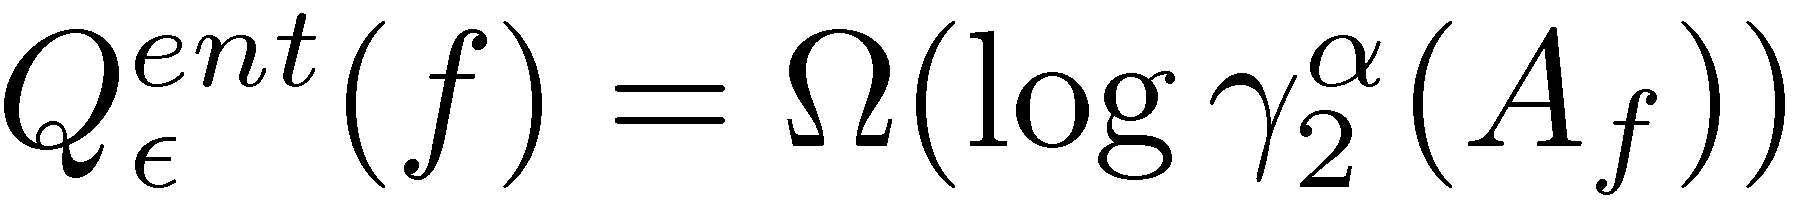 $Q_{\epsilon}^{ent}(f) = \Omega(\log \gamma_2^{\alpha}(A_f))$